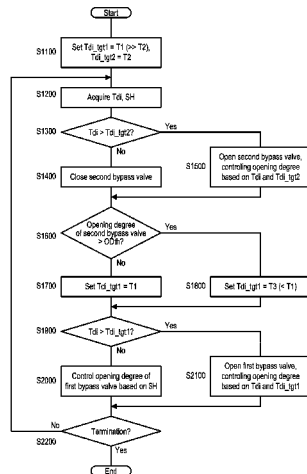 Start
S1100
Set Tdi_tgt1 = T1 (>> T2),
Tdi_tgt2 = T2
S1200
Acquire Tdi, SH
S1300
Tdi > Tdi_tgt2?
Yes
No
S1400
Close second bypass valve
S1500
Open second bypass valve,
controling opening degree
based on Tdi and Tdi_tgt2
S1600
Opening degree
of second bypass valve
> ODth?
Yes
No
S1700
Set Tdi_tgt1 = T1
S1800
Set Tdi_tgt1 = T3 (< T1)
S1900
Tdi > Tdi_tgt1?
Yes
No
S2000
Control opening degree of
first bypass valve based on SH
S2100
Open first bypass valve,
controling opening degree
based on Tdi and Tdi_tgt1
No
Termination?
S2200
Yes
End